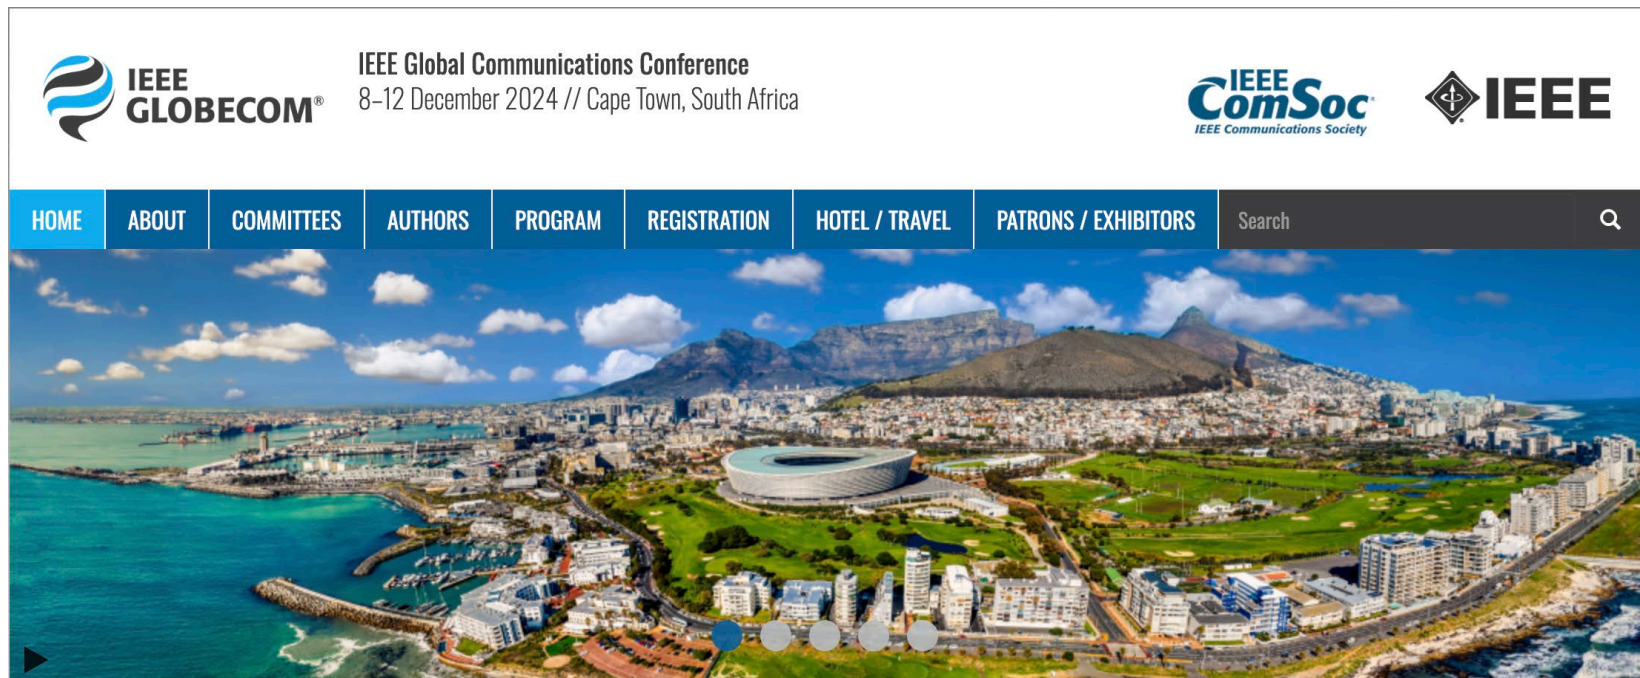 IEEE
GLOBECOM®
IEEE Global Communications Conference
8–12 December 2024 // Cape Town, South Africa
IEEE
ComSoc®
IEEE Communications Society
IEEE
HOME ABOUT COMMITTEES AUTHORS PROGRAM REGISTRATION HOTEL / TRAVEL PATRONS / EXHIBITORS Search